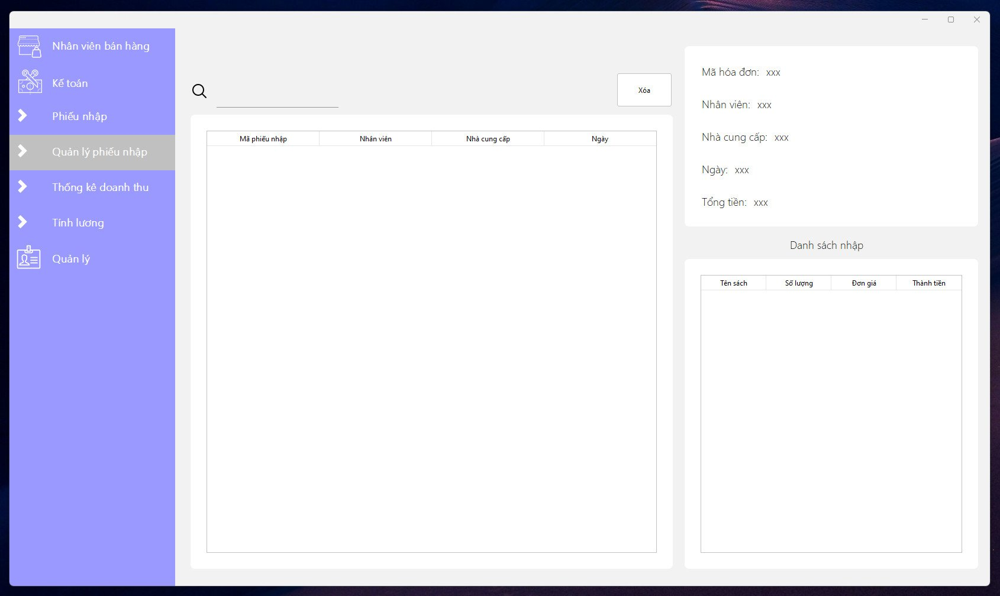 Nhân viên bán hàng
Kế toán
Phiếu nhập
Quản lý phiếu nhập
Thống kê doanh thu
Tính lương
Quản lý
Xóa
Mã phiếu nhập Nhân viên Nhà cung cấp Ngày
Mã hóa đơn: xxx
Nhân viên: xxx
Nhà cung cấp: xxx
Ngày: xxx
Tổng tiền: xxx
Danh sách nhập
Tên sách Số lượng Đơn giá Thành tiền